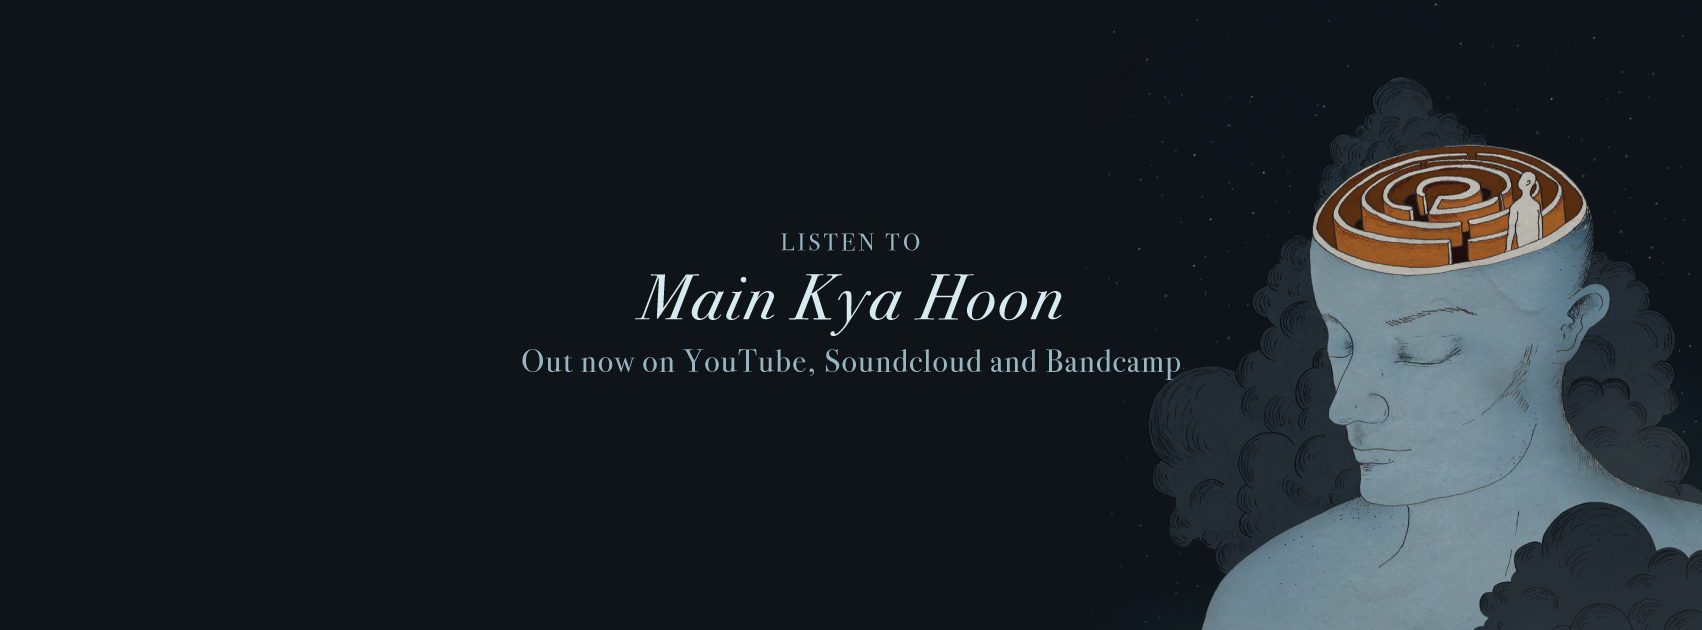 LISTEN TO
Main Kya Hoon
Out now on YouTube, Soundcloud and Bandcamp